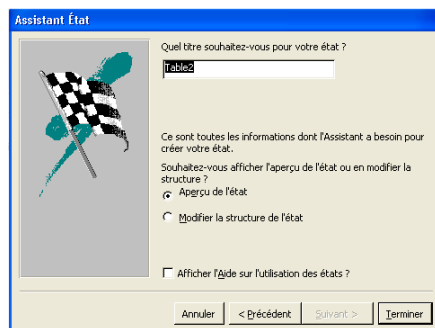 Assistant État
Quel titre souhaitez-vous pour votre état ?
Table2
Ce sont toutes les informations dont l'Assistant a besoin pour
créer votre état.
Souhaitez-vous afficher l'aperçu de l'état ou en modifier la
structure ?
Aperçu de l'état
Modifier la structure de l'état
Afficher l'Aide sur l'utilisation des états ?
Annuler
< Précédent
Suivant >
Terminer